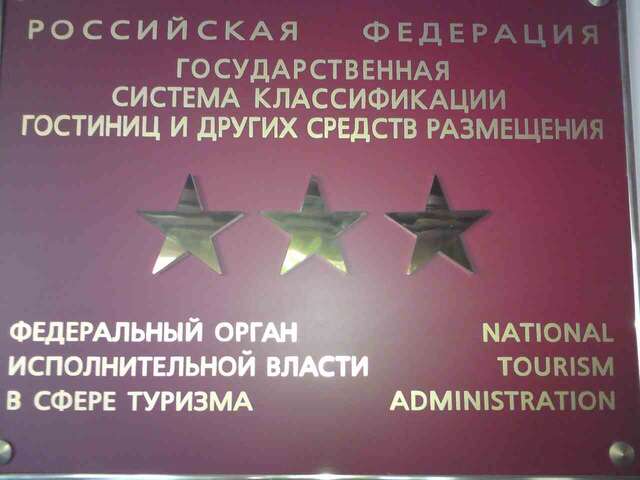 РОССИЙСКАЯ ФЕДЕРАЦИЯ
ГОСУДАРСТВЕННАЯ
СИСТЕМА КЛАССИФИКАЦИИ
ГОСТИНИЦ И ДРУГИХ СРЕДСТВ РАЗМЕЩЕНИЯ
ФЕДЕРАЛЬНЫЙ ОРГАН
ИСПОЛНИТЕЛЬНОЙ ВЛАСТИ
В СФЕРЕ ТУРИЗМА
NATIONAL
TOURISM
ADMINISTRATION